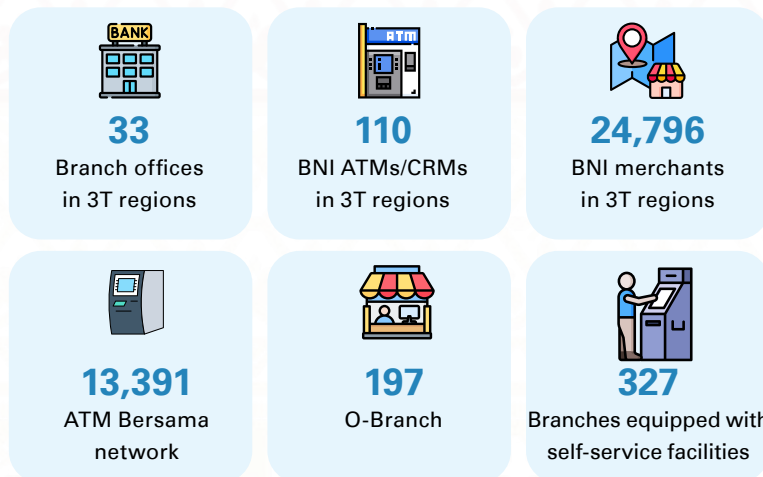 BANK
33
Branch offices
in 3T regions
ATM
110
BNI ATMs/CRMs
in 3T regions
24,796
BNI merchants
in 3T regions
13,391
ATM Bersama
network
197
O-Branch
327
Branches equipped with
self-service facilities